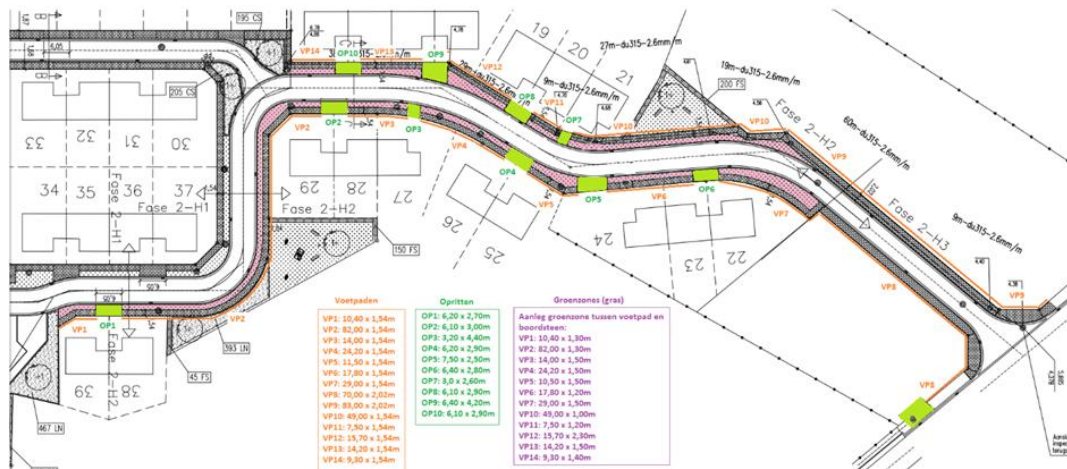 195 CS
VP14
OP10
VP13
OP9
VP12
29m-du315-2.6mm/m
19
20
21
27m-du315-2.6mm/m
9m-du315-2.6mm/m
19m-du315-2.6mm/m
200 FS
60m-du315-2.6mm/m
6,05
205 CS
OP8
VP11
OP7
VP10
VP10
Fase 2-H2
VP9
VP2
OP2
VP3
OP3
VP4
OP4
VP5
OP5
VP6
OP6
VP7
33
32
31
30
34
35
36
37
Fase 2-H1
Fase 2-H1
29
28
27
Fase 2-H2
26
25
24
23
22
Fase 2-H3
9m-du315-2.6mm/m
150 FS
VP8
VP9
VP8
4,05
4,05
OP1
VP1
VP2
1,54
393 LN
45 FS
39
38
Fase 2-H2
467 LN
Voetpaden
VP1: 10,40 x 1,54m
VP2: 82,00 x 1,54m
VP3: 14,00 x 1,54m
VP4: 24,20 x 1,54m
VP5: 11,50 x 1,54m
VP6: 17,80 x 1,54m
VP7: 29,00 x 1,54m
VP8: 70,00 x 2,02m
VP9: 83,00 x 2,02m
VP10: 49,00 x 1,54m
VP11: 7,50 x 1,54m
VP12: 15,70 x 1,54m
VP13: 14,20 x 1,54m
VP14: 9,30 x 1,54m
Opritten
OP1: 6,20 x 2,70m
OP2: 6,10 x 3,00m
OP3: 3,20 x 4,40m
OP4: 6,20 x 2,90m
OP5: 7,50 x 2,50m
OP6: 6,40 x 2,80m
OP7: 3,0 x 2,60m
OP8: 6,10 x 2,90m
OP9: 6,40 x 4,20m
OP10: 6,10 x 2,90m
Groenzones (gras)
Aanleg groenzone tussen voetpad en
boordsteen:
VP1: 10,40 x 1,30m
VP2: 82,00 x 1,30m
VP3: 14,00 x 1,50m
VP4: 24,20 x 1,50m
VP5: 10,50 x 1,50m
VP6: 17,80 x 1,20m
VP7: 29,00 x 1,50m
VP10: 49,00 x 1,00m
VP11: 7,50 x 1,20m
VP12: 15,70 x 2,30m
VP13: 14,20 x 1,50m
VP14: 9,30 x 1,40m